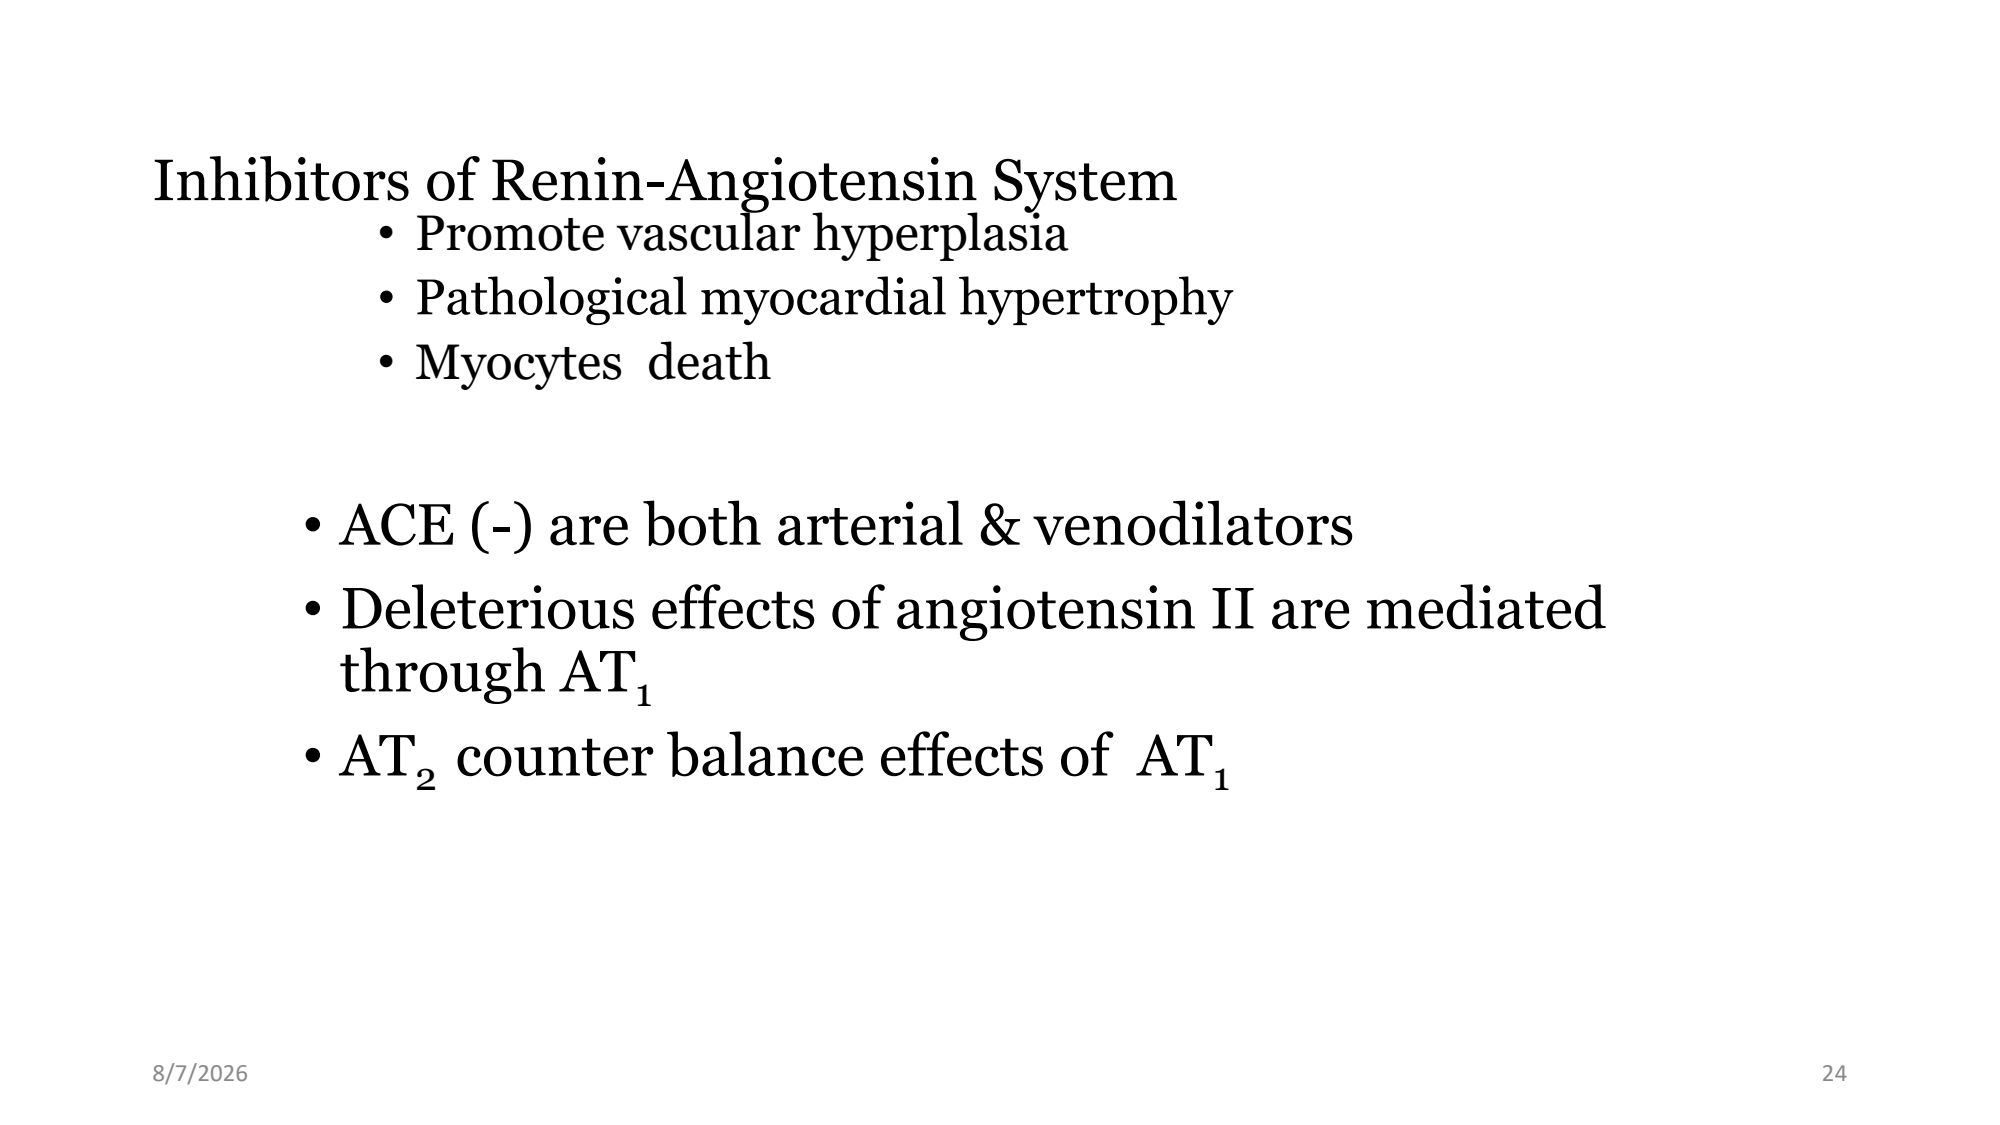 Inhibitors of Renin-Angiotensin System
• Promote vascular hyperplasia
• Pathological myocardial hypertrophy
• Myocytes  death
• ACE (-) are both arterial & venodilators
• Deleterious effects of angiotensin II are mediated
through AT₁
• AT₂ counter balance effects of  AT₁
8/7/2026
24